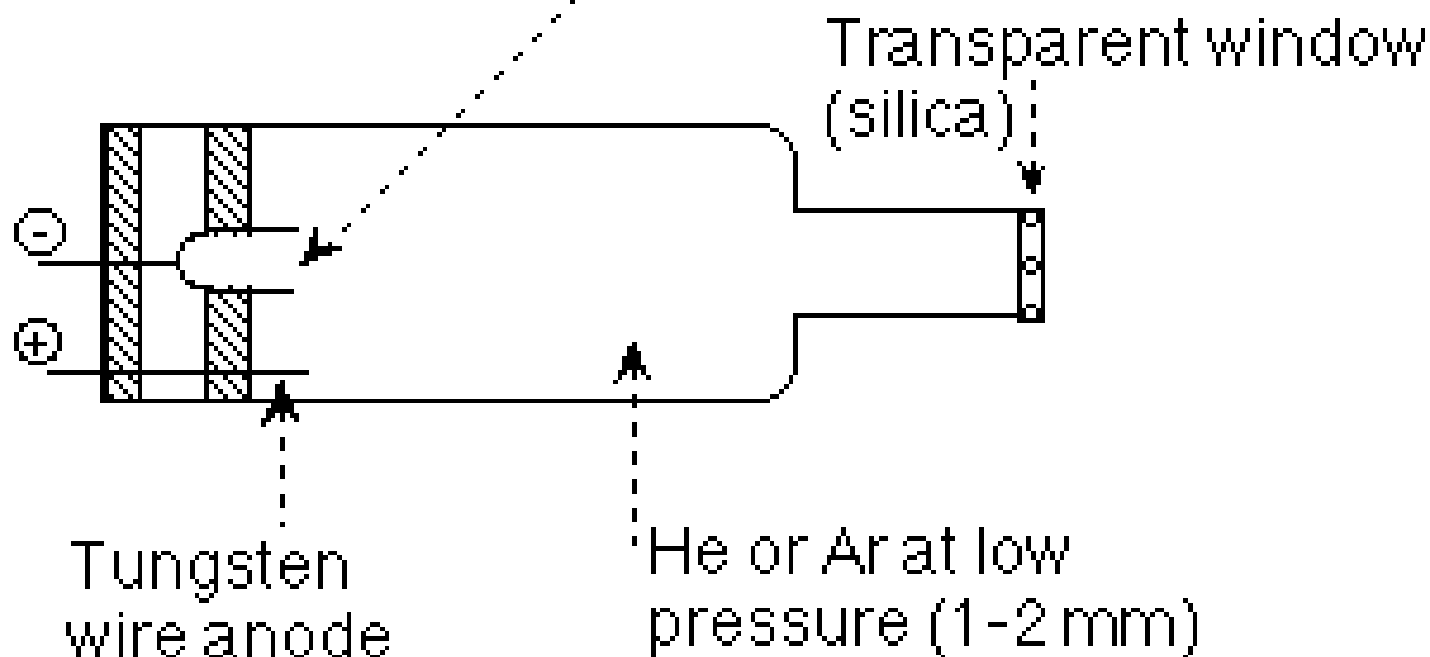 Transparent window
(silica)
-
+
Tungsten
wire anode
He or Ar at low
pressure (1-2 mm)